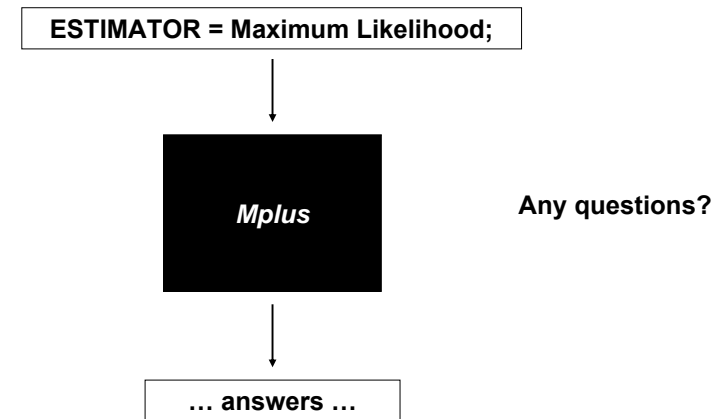 ESTIMATOR = Maximum Likelihood;
Mplus
Any questions?
… answers …